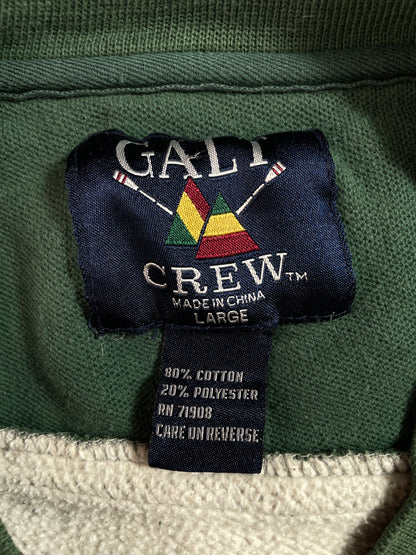 GALT
CREW™
MADE IN CHINA
LARGE
80% COTTON
20% POLYESTER
RN 71908
CARE ON REVERSE